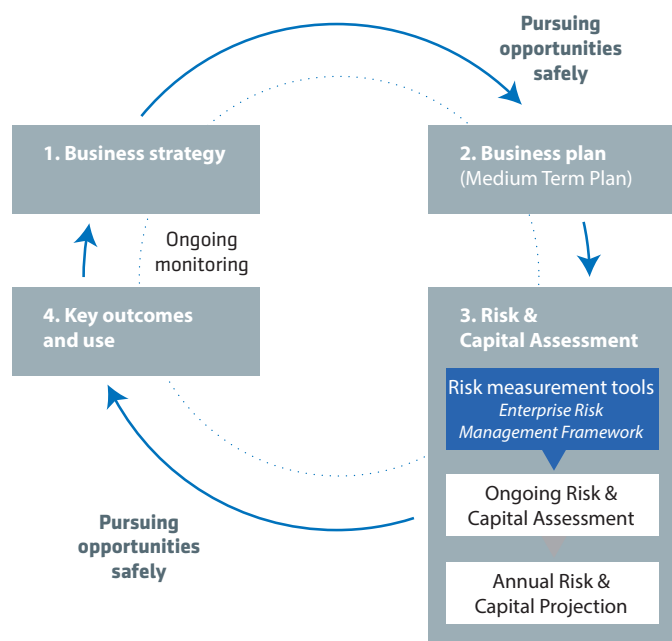 Pursuing
opportunities
safely
1. Business strategy
2. Business plan
(Medium Term Plan)
Ongoing
monitoring
4. Key outcomes
and use
3. Risk &
Capital Assessment
Risk measurement tools
Enterprise Risk
Management Framework
Ongoing Risk &
Capital Assessment
Annual Risk &
Capital Projection
Pursuing
opportunities
safely